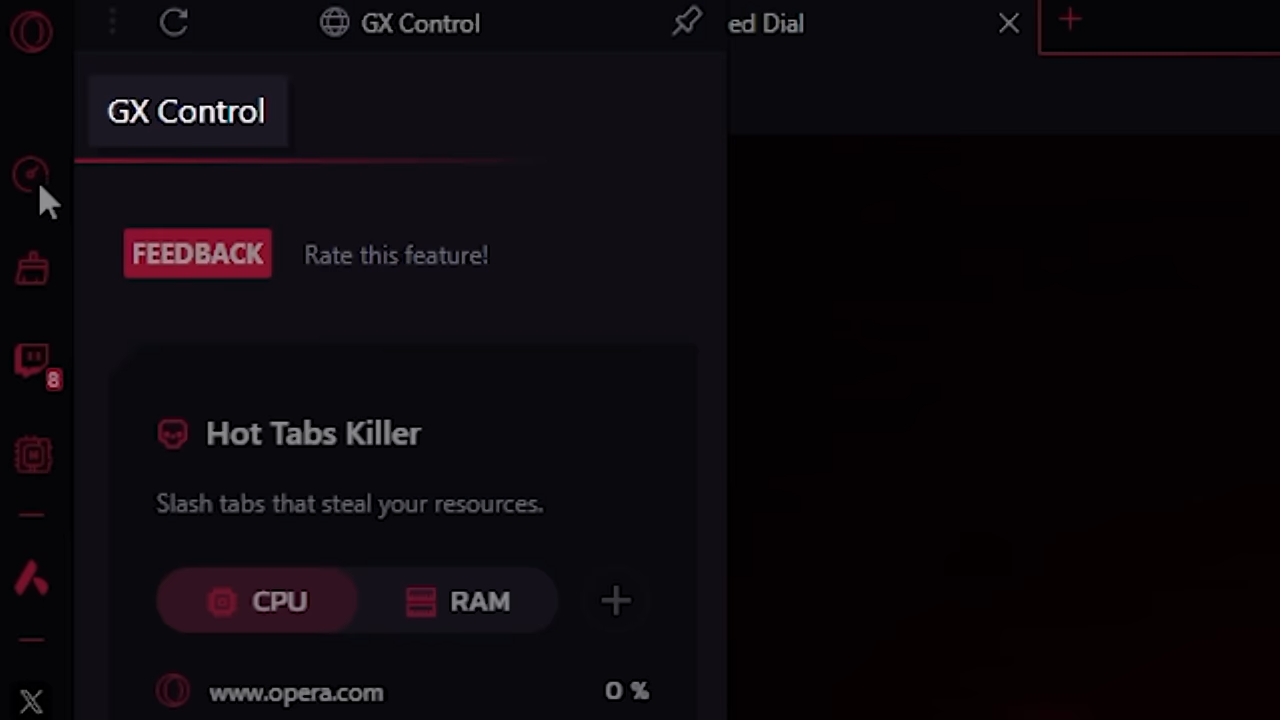 GX Control
ed Dial
GX Control
FEEDBACK Rate this feature!
8
Hot Tabs Killer
Slash tabs that steal your resources.
CPU RAM
www.opera.com 0 %